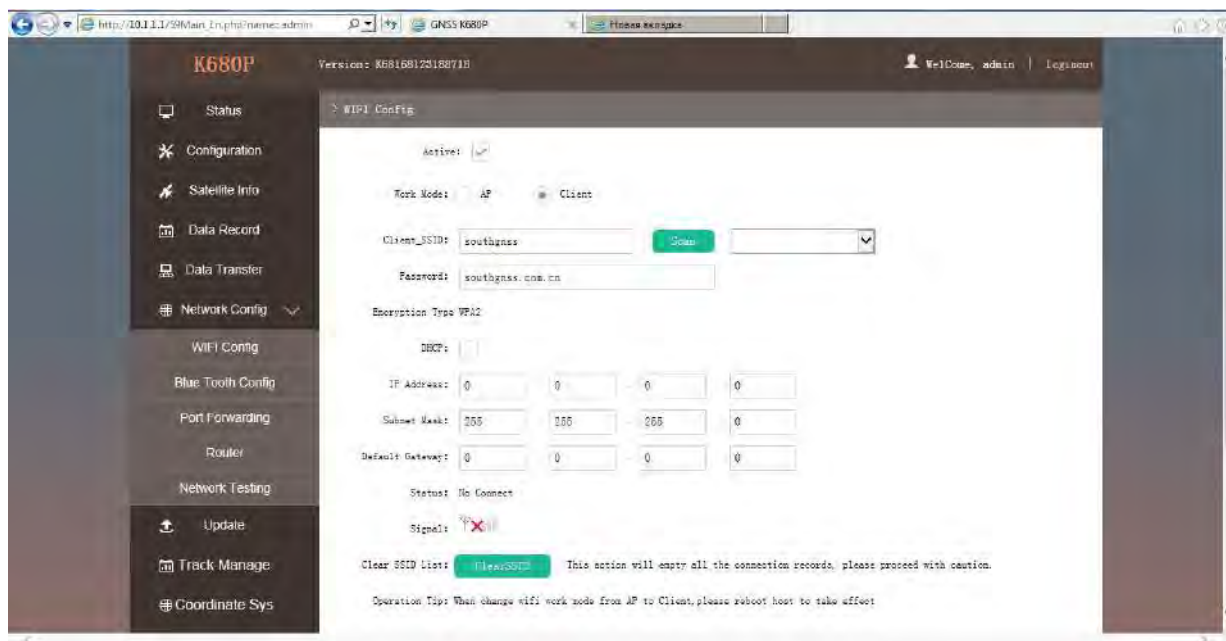 http://10.1.1.1/S9Main_En.php?name=admin
GNSS K680P
Новая вкладка
K680P
Version: K68168123188718
WelCome, admin | Loginout
Status
Configuration
Satellite Info
Data Record
Data Transfer
Network Config
WIFI Config
Blue Tooth Config
Port Forwarding
Router
Network Testing
Update
Track Manage
Coordinate Sys
> WIFI Config
Active:
Work Mode: AP Client
Client_SSID: southgnss Scan
Password: southgnss.com.cn
Encryption Type WPA2
DHCP:
IP Address: 0 0 0 0
Subnet Mask: 255 255 255 0
Default Gateway: 0 0 0 0
Status: No Connect
Signal:
Clear SSID List: ClearSSID This action will empty all the connection records, please proceed with caution.
Operation Tip: When change wifi work mode from AP to Client,please reboot host to take effect